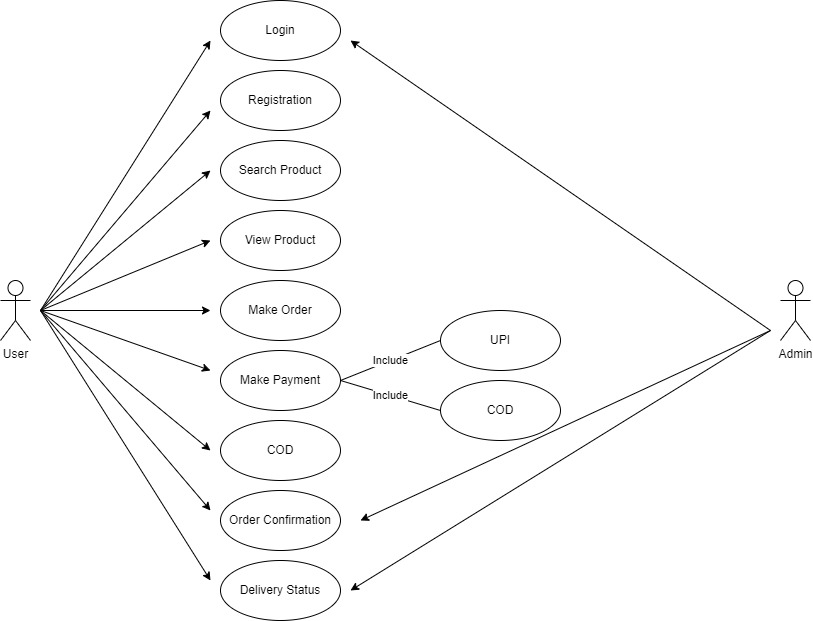 Login
Registration
Search Product
View Product
Make Order
User
Admin
UPI
Include
Make Payment
Include
COD
COD
Order Confirmation
Delivery Status